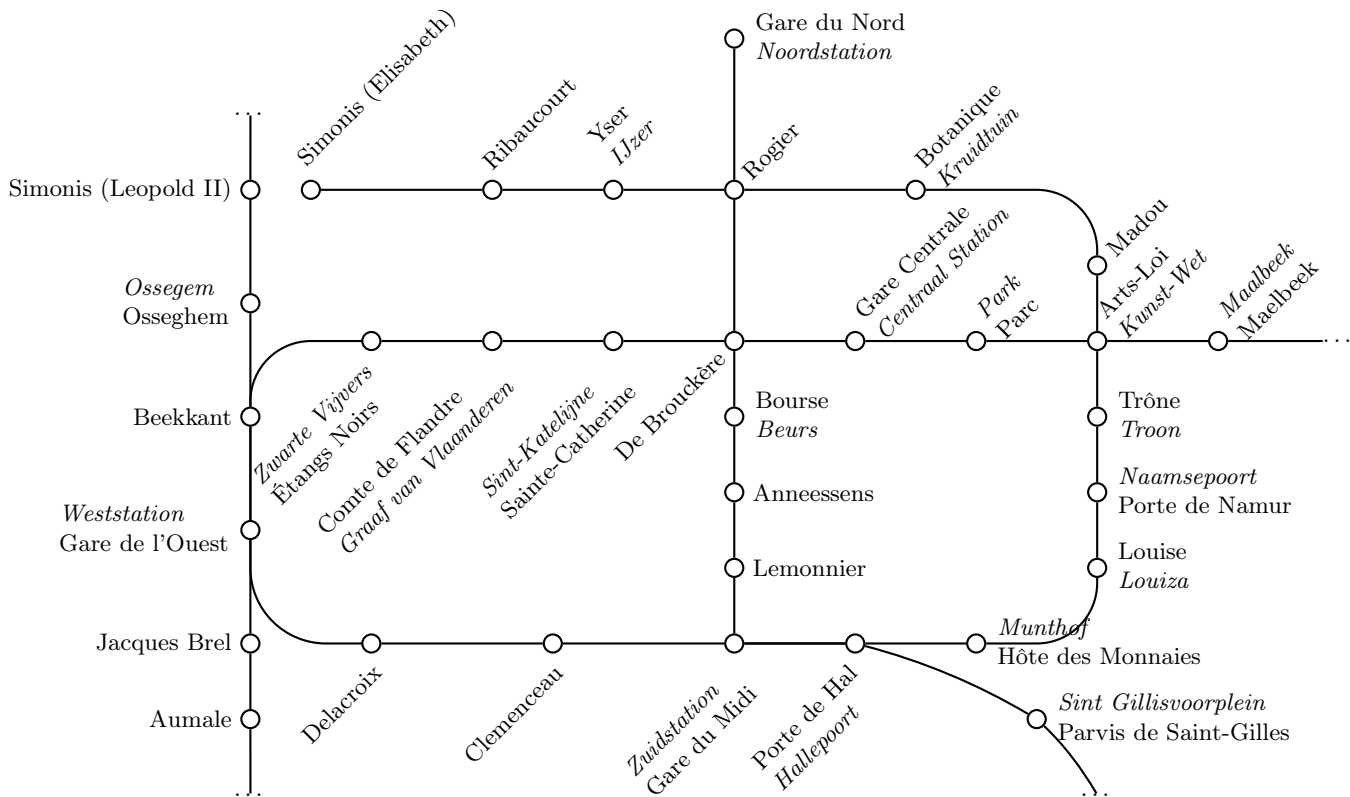 Gare du Nord
Noordstation
Simonis (Elisabeth)
Ribaucourt
Yser
IJzer
Rogier
Botanique
Kruidtuin
...
Simonis (Leopold II)
Madou
Gare Centrale
Centraal Station
Park
Parc
Arts-Loi
Kunst-Wet
Maalbeek
Maelbeek
...
Ossegem
Osseghem
Beekkant
Zwarte Vijvers
Étangs Noirs
Comte de Flandre
Graaf van Vlaanderen
Sint-Katelijne
Sainte-Catherine
De Brouckère
Bourse
Beurs
Trône
Troon
Anneessens
Naamsepoort
Porte de Namur
Weststation
Gare de l'Ouest
Lemonnier
Louise
Louiza
Jacques Brel
Delacroix
Clemenceau
Zuidstation
Gare du Midi
Porte de Hal
Hallepoort
Munthof
Hôte des Monnaies
Aumale
Sint Gillisvoorplein
Parvis de Saint-Gilles
...
...